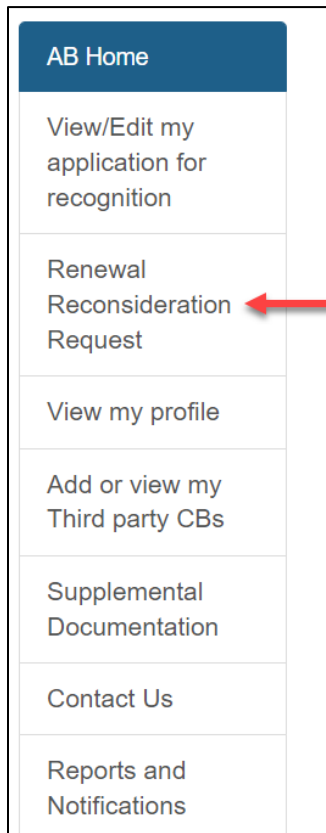 AB Home
View/Edit my
application for
recognition
Renewal
Reconsideration
Request
View my profile
Add or view my
Third party CBs
Supplemental
Documentation
Contact Us
Reports and
Notifications